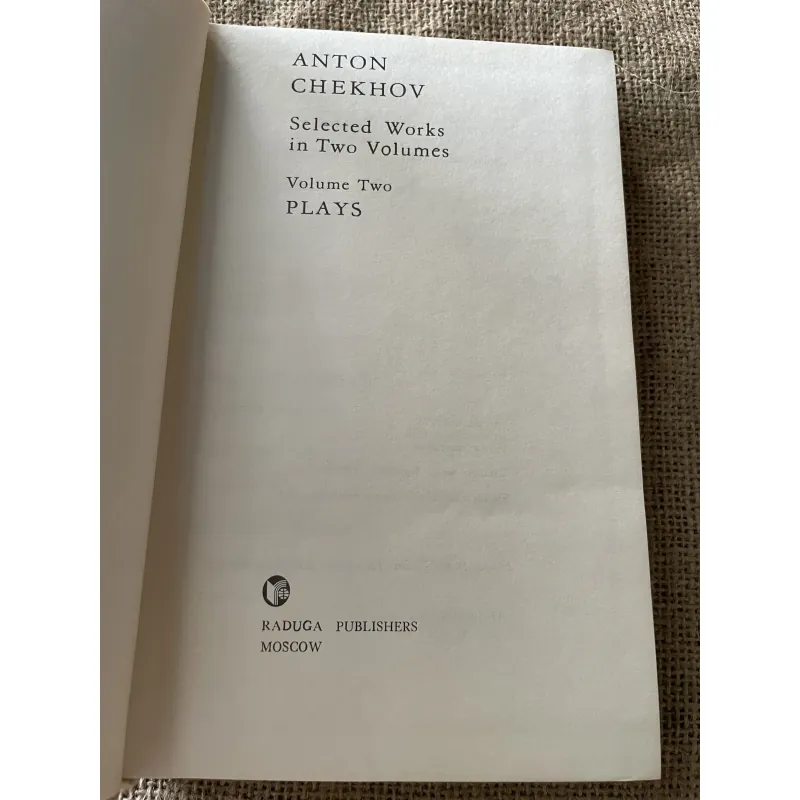 ANTON
CHEKHOV
Selected Works
in Two Volumes
Volume Two
PLAYS
RADUGA PUBLISHERS
MOSCOW